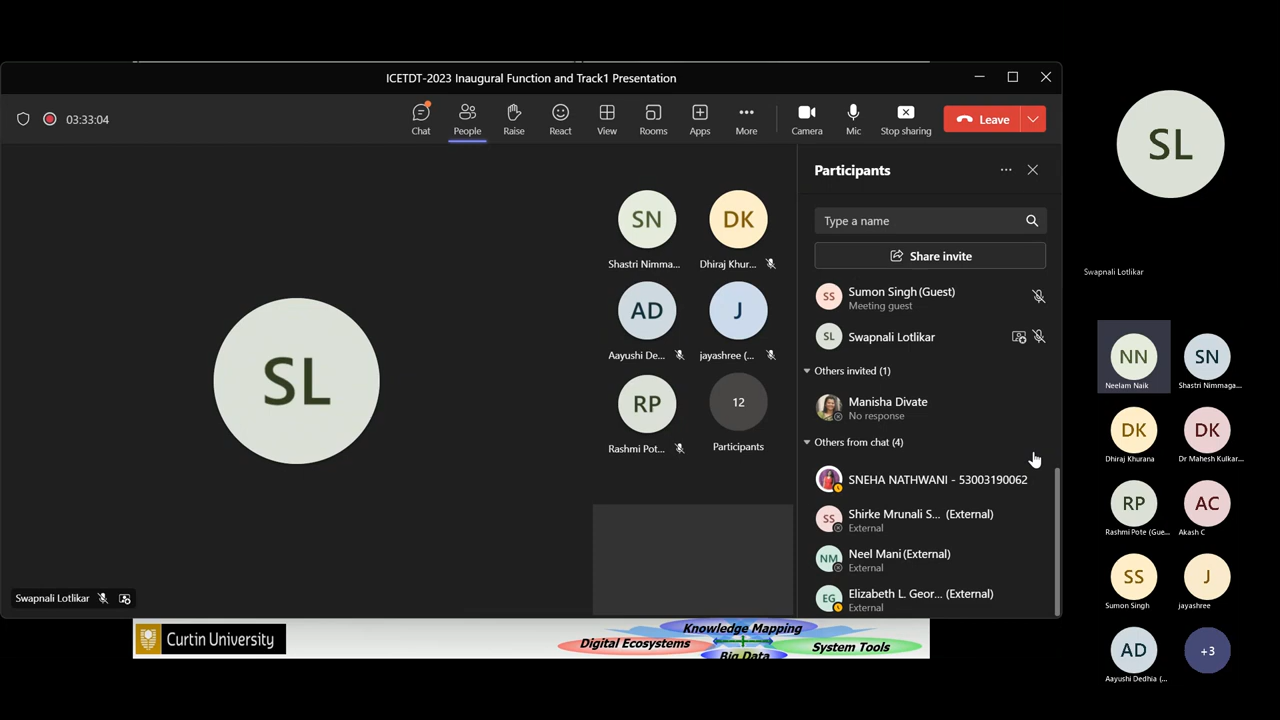 ICETDT-2023 Inaugural Function and Track1 Presentation
03:33:04
Chat
People
Raise
React
View
Rooms
Apps
More
Camera
Mic
Stop sharing
Leave
SL
Swapnali Lotlikar
SN
Shastri Nimma...
DK
Dhiraj Khur...
AD
Aayushi De...
J
jayashree (...
RP
Rashmi Pot...
12
Participants
Participants
Type a name
Share invite
SS
Sumon Singh (Guest)
Meeting guest
SL
Swapnali Lotlikar
Others invited (1)
Manisha Divate
No response
Others from chat (4)
SNEHA NATHWANI - 53003190062
SS
Shirke Mrunali S... (External)
External
NM
Neel Mani (External)
External
EG
Elizabeth L. Geor... (External)
External
Curtin University
Knowledge Mapping
Digital Ecosystems
System Tools
Big Data
SL
Swapnali Lotlikar
NN
Neelam Naik
SN
Shastri Nimmaga...
DK
Dhiraj Khurana
DK
Dr Mahesh Kulkar...
RP
Rashmi Pote (Gue...
AC
Akash C
SS
Sumon Singh
J
jayashree
AD
Aayushi Dedhia (...
+3